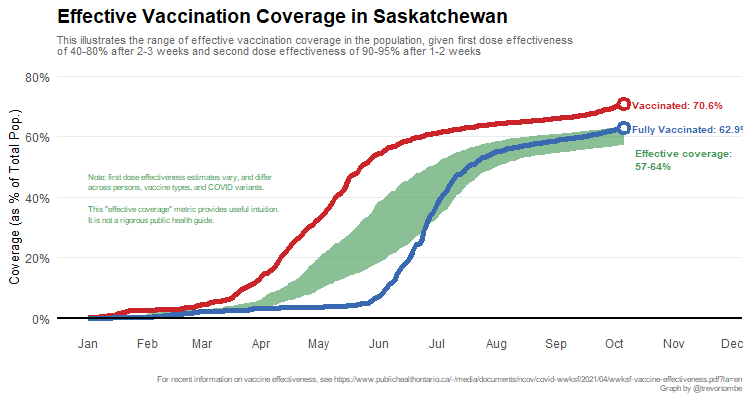 Effective Vaccination Coverage in Saskatchewan
This illustrates the range of effective vaccination coverage in the population, given first dose effectiveness
of 40-80% after 2-3 weeks and second dose effectiveness of 90-95% after 1-2 weeks
Coverage (as % of Total Pop.)
80%
60%
40%
20%
0%
Vaccinated: 70.6%
Fully Vaccinated: 62.9%
Effective coverage:
57-64%
Note: first dose effectiveness estimates vary, and differ
across persons, vaccine types, and COVID variants.
This "effective coverage" metric provides useful intuition.
It is not a rigorous public health guide.
Jan Feb Mar Apr May Jun Jul Aug Sep Oct Nov Dec
For recent information on vaccine effectiveness, see https://www.publichealthontario.ca/-/media/documents/ncov/covid-wwksf/2021/04/wwksf-vaccine-effectiveness.pdf?la=en
Graph by @trevortombe